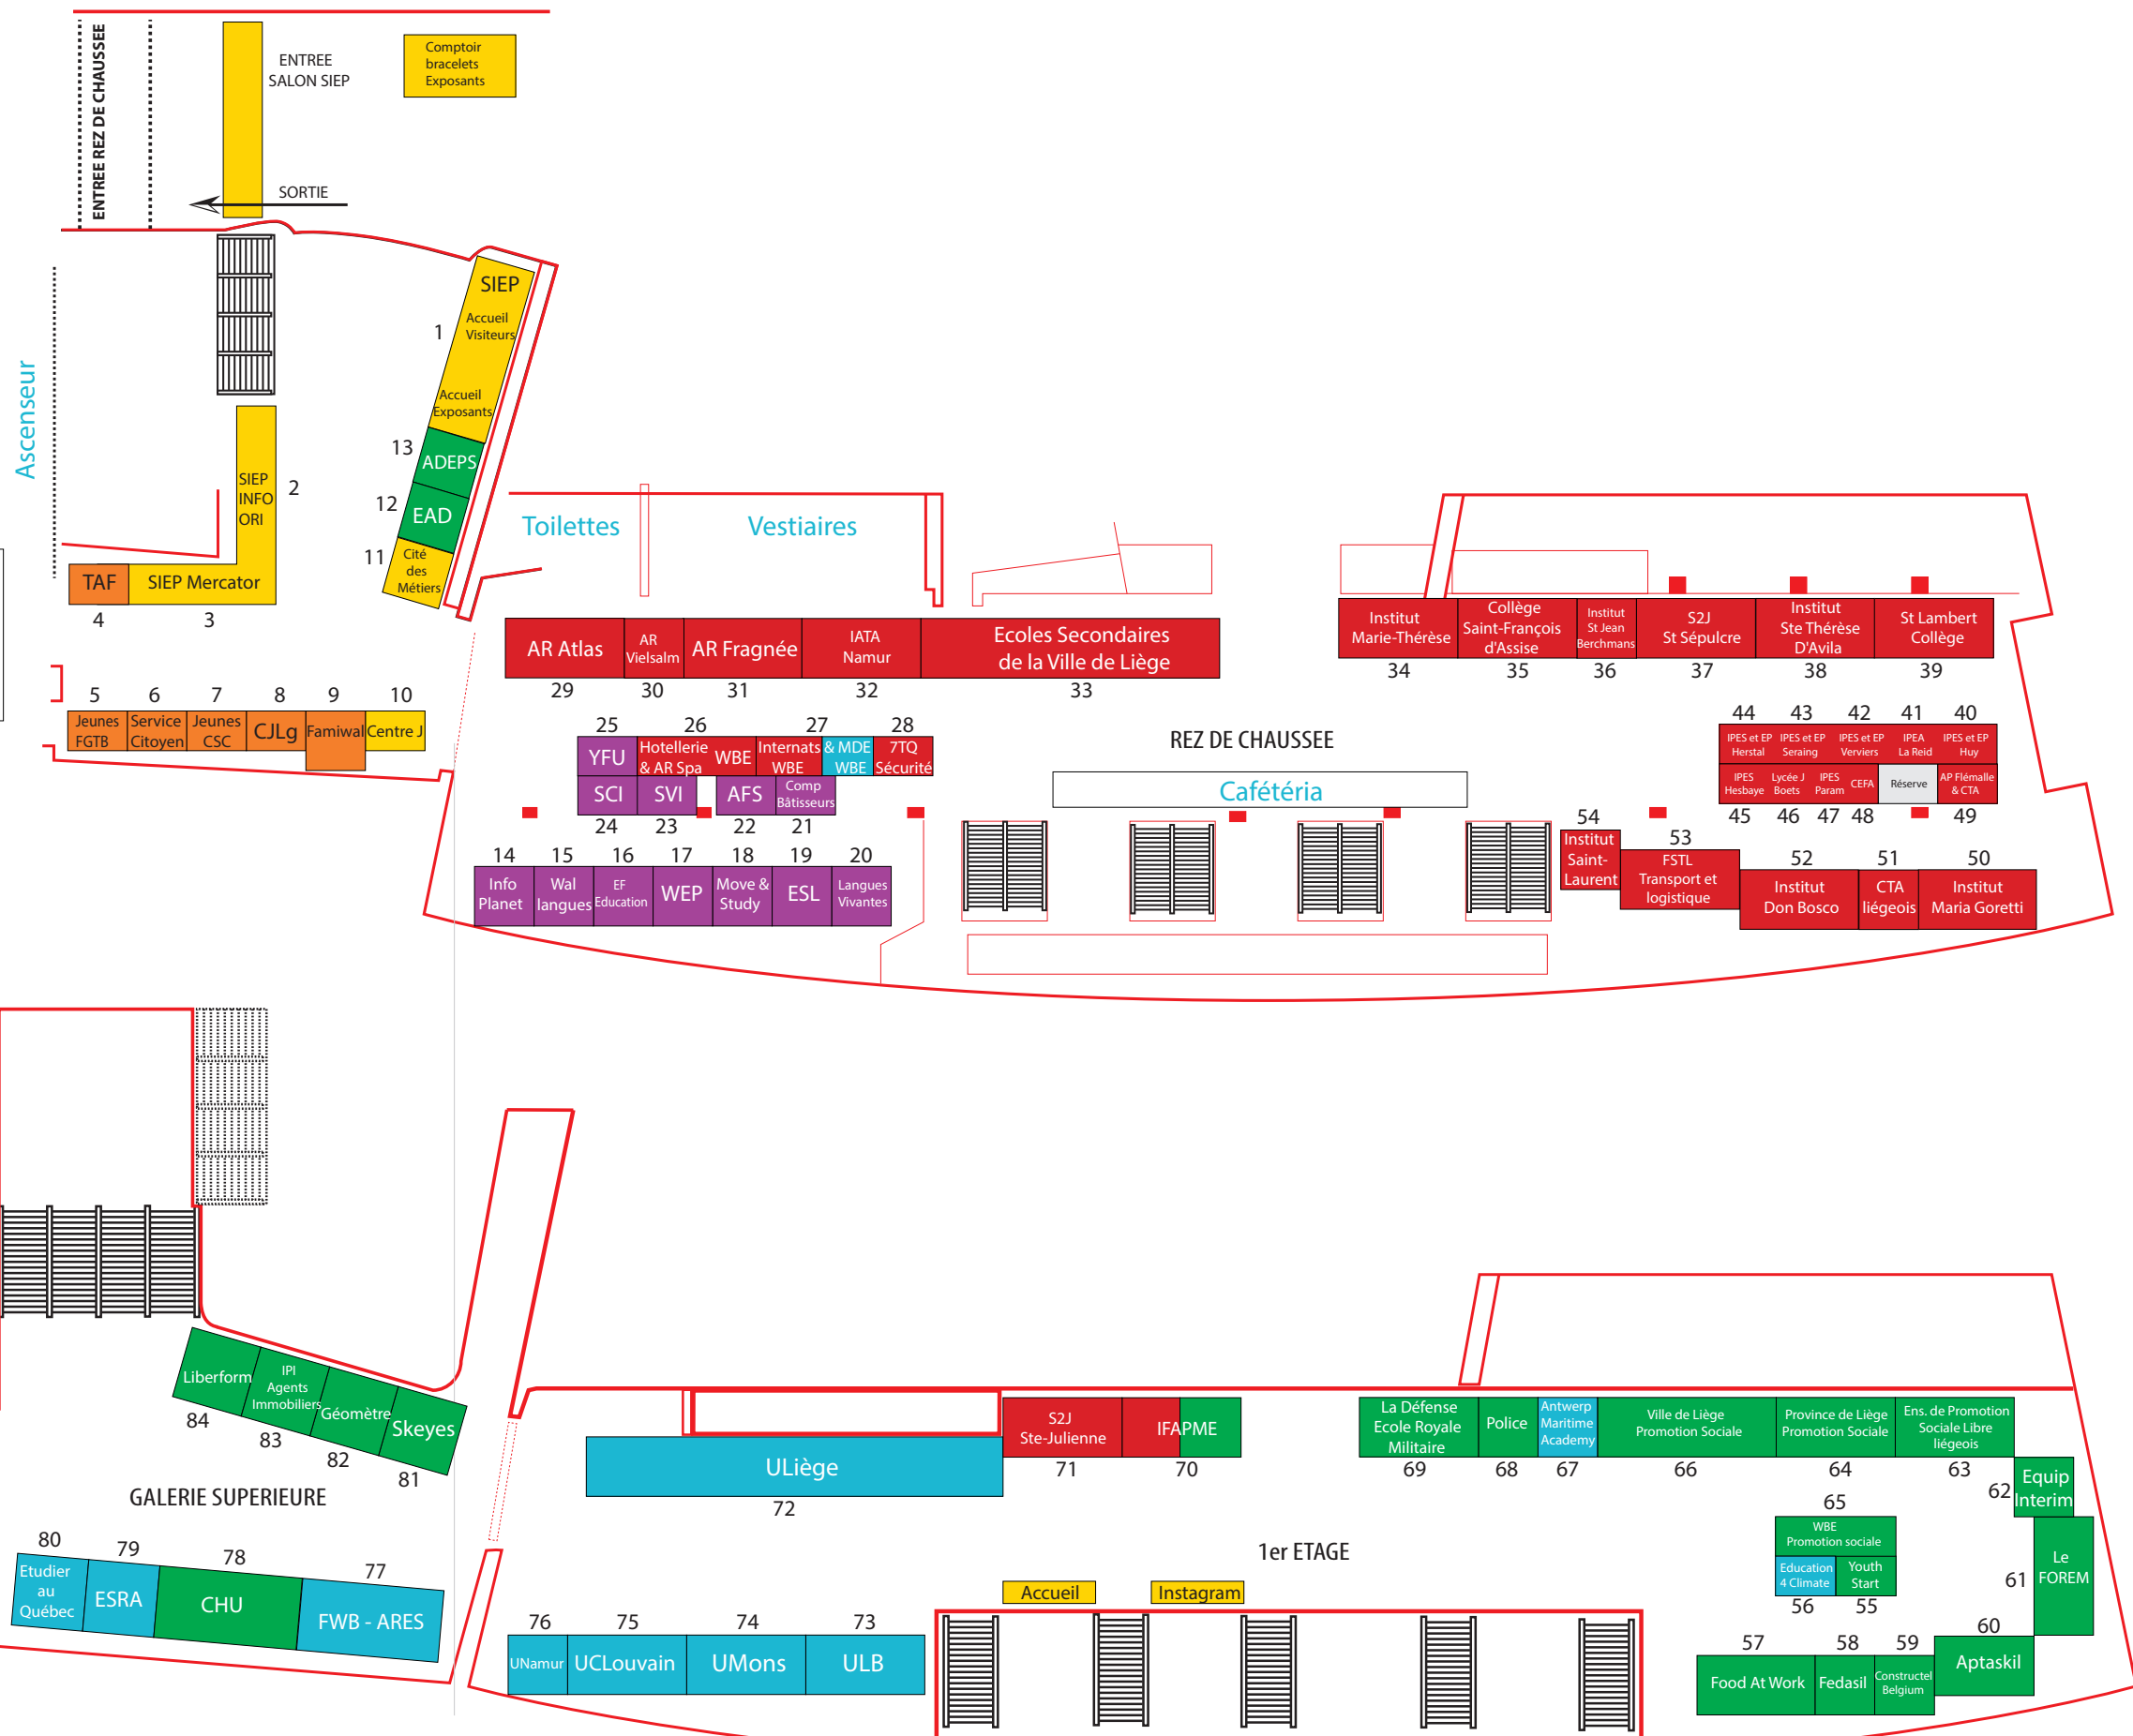 ENTREE REZ DE CHAUSSEE
ENTREE
SALON SIEP
Comptoir
bracelets
Exposants
SORTIE
Ascenseur
SIEP
Accueil
Visiteurs
Accueil
Exposants
1
13
ADEPS
12
EAD
11
Cité
des
Métiers
SIEP
INFO
ORI
2
TAF
SIEP Mercator
4
3
5
6
7
8
9
10
Jeunes
FGTB
Service
Citoyen
Jeunes
CSC
CJLg
Famiwal
Centre J
Toilettes
Vestiaires
AR Atlas
AR
Vielsalm
AR Fragnée
IATA
Namur
Ecoles Secondaires
de la Ville de Liège
29
30
31
32
33
25
26
27
28
YFU
Hotellerie
& AR Spa
WBE
Internats
WBE
& MDE
WBE
7TQ
Sécurité
SCI
SVI
AFS
Comp
Bâtisseurs
24
23
22
21
14
15
16
17
18
19
20
Info
Planet
Wal
langues
EF
Education
WEP
Move &
Study
ESL
Langues
Vivantes
REZ DE CHAUSSEE
Cafétéria
Institut
Marie-Thérèse
Collège
Saint-François
d'Assise
Institut
St Jean
Berchmans
S2J
St Sépulcre
Institut
Ste Thérèse
D'Avila
St Lambert
Collège
34
35
36
37
38
39
44
43
42
41
40
IPES et EP
Herstal
IPES et EP
Seraing
IPES et EP
Verviers
IPEA
La Reid
IPES et EP
Huy
IPES
Hesbaye
Lycée J
Boets
IPES
Param
CEFA
Réserve
AP Flémalle
& CTA
45
46
47
48
49
54
Institut
Saint-
Laurent
53
FSTL
Transport et
logistique
52
Institut
Don Bosco
51
CTA
liégeois
50
Institut
Maria Goretti
Liberform
IPI
Agents
Immobiliers
Géomètre
Skeyes
84
83
82
81
GALERIE SUPERIEURE
80
79
78
77
Etudier
au
Québec
ESRA
CHU
FWB - ARES
S2J
Ste-Julienne
IFAPME
71
70
ULiège
72
La Défense
Ecole Royale
Militaire
Police
Antwerp
Maritime
Academy
Ville de Liège
Promotion Sociale
Province de Liège
Promotion Sociale
Ens. de Promotion
Sociale Libre
liégeois
69
68
67
66
64
63
62
Equip
Interim
65
WBE
Promotion sociale
Education
4 Climate
Youth
Start
56
55
61
Le
FOREM
1er ETAGE
Accueil
Instagram
76
75
74
73
UNamur
UCLouvain
UMons
ULB
57
58
59
60
Food At Work
Fedasil
Constructel
Belgium
Aptaskil